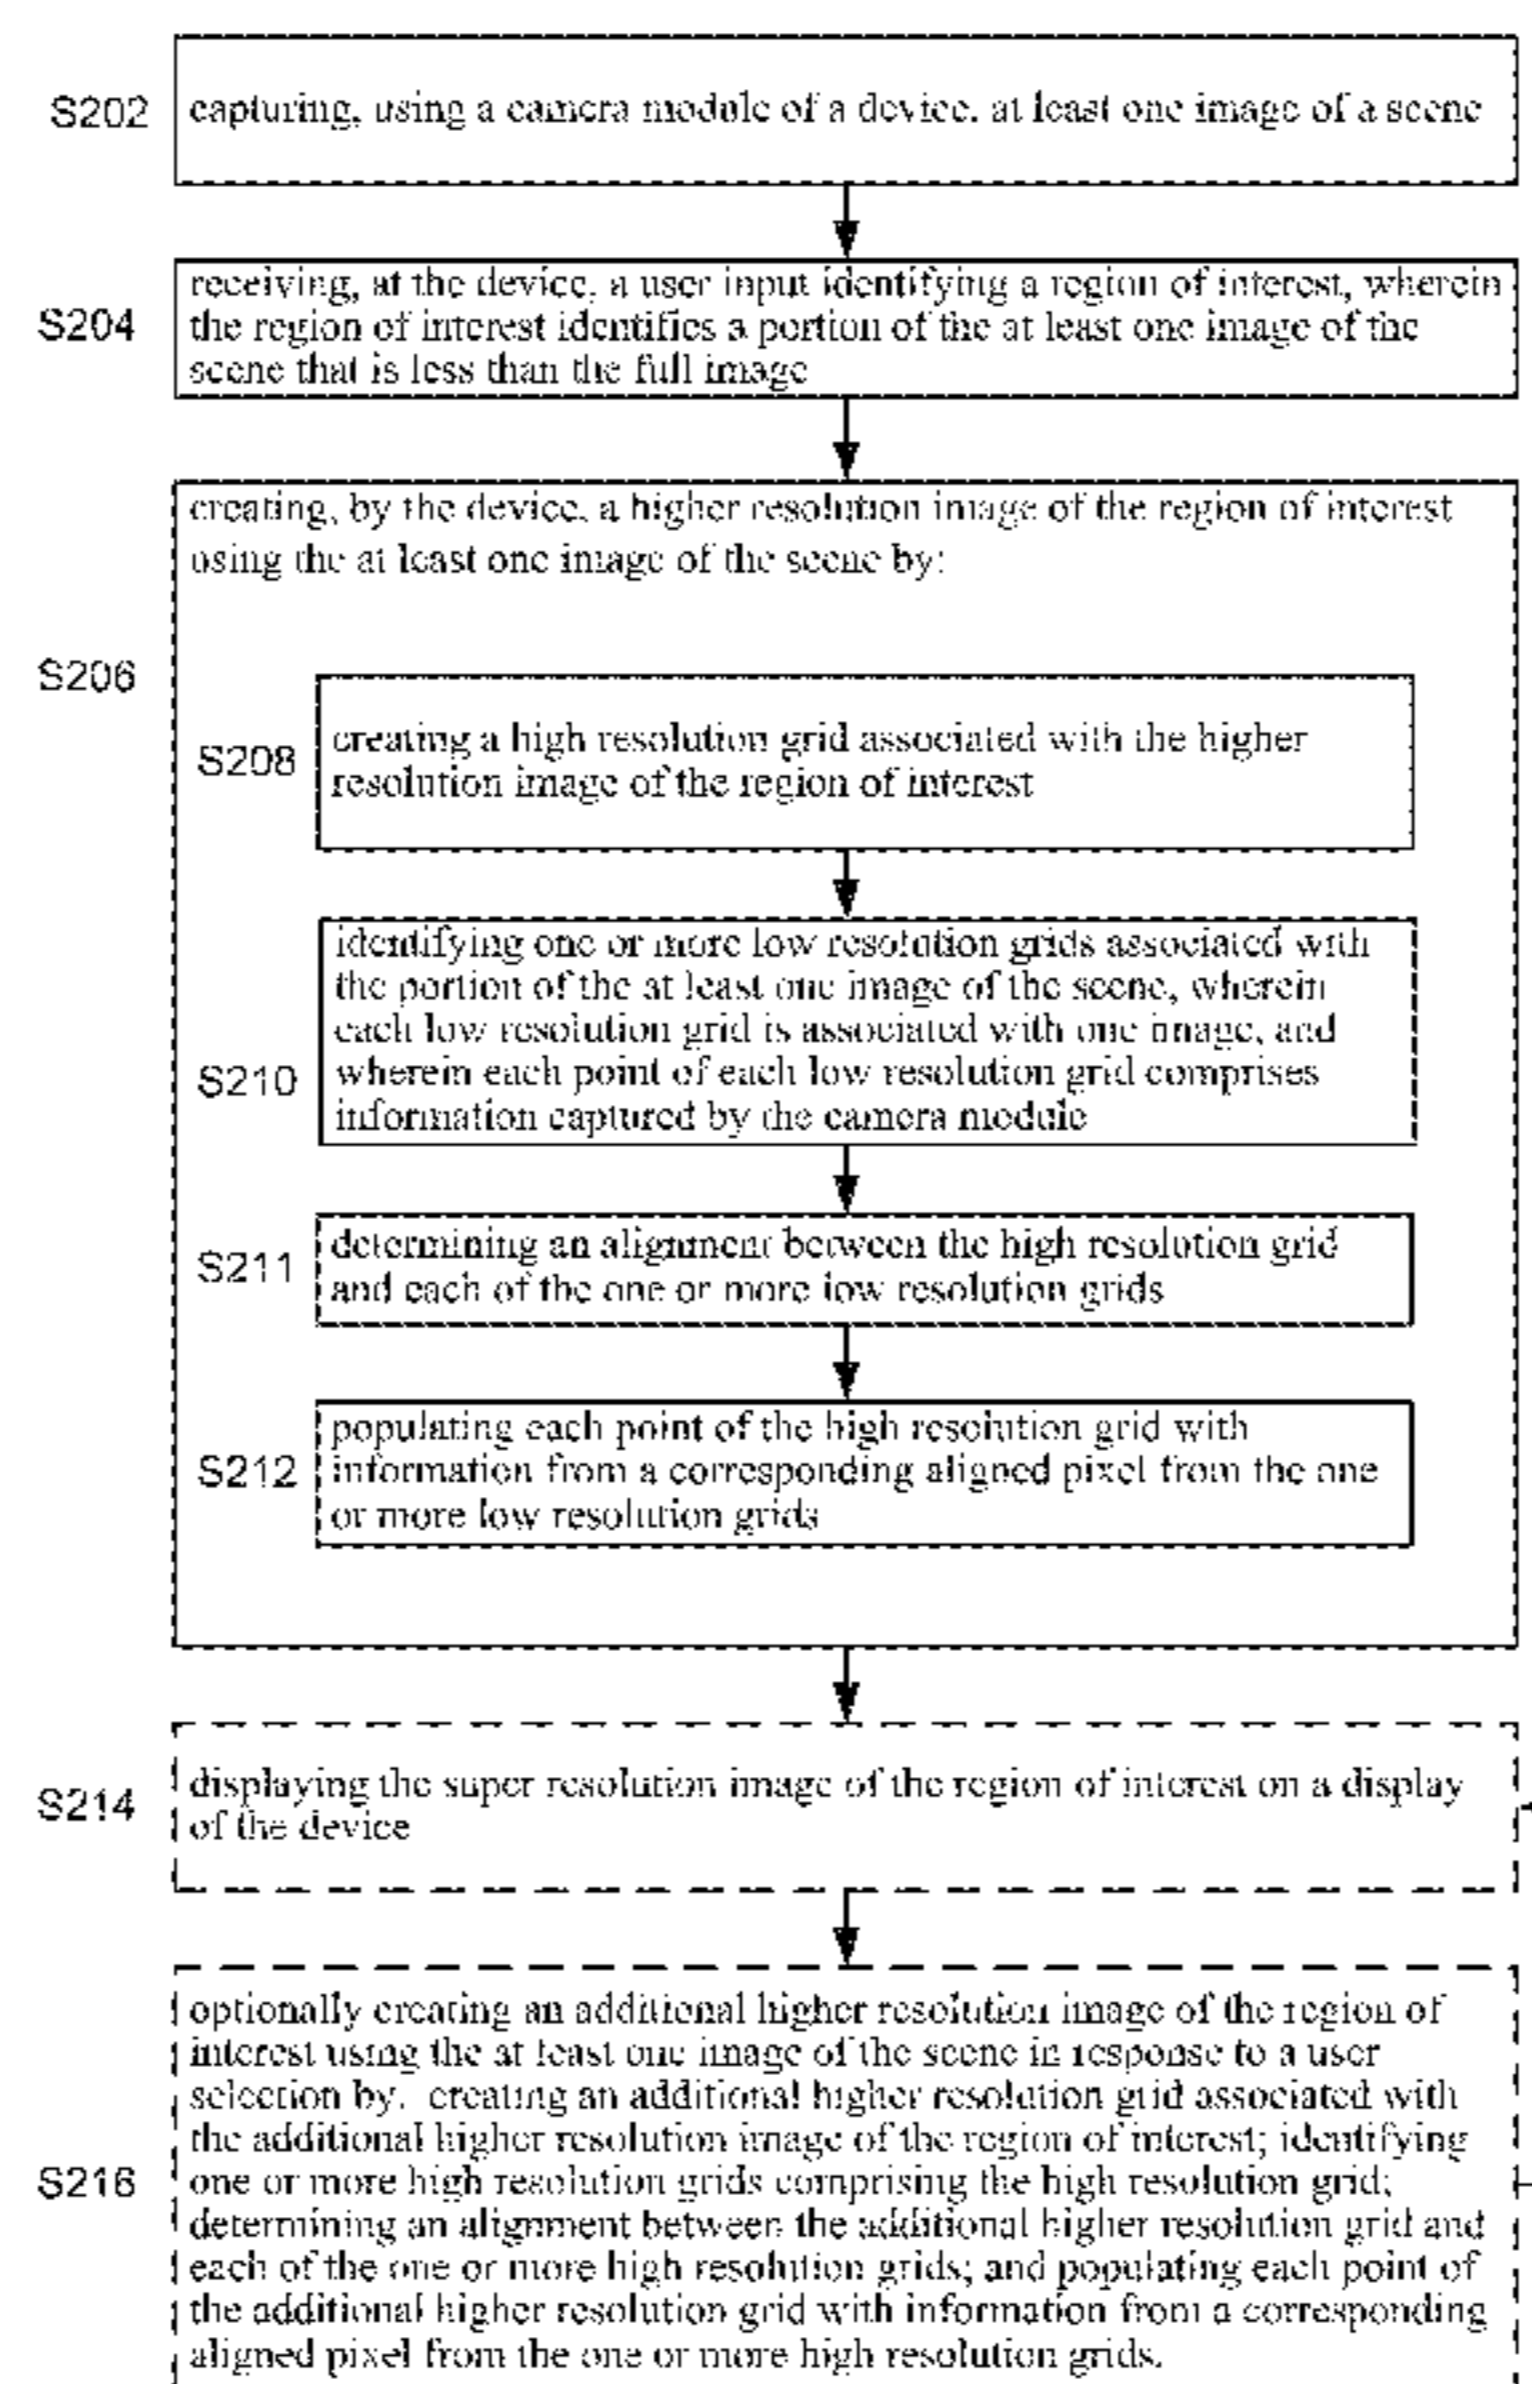 S202
capturing, using a camera module of a device, at least one image of a scene
S204
receiving, at the device, a user input identifying a region of interest, wherein
the region of interest identifies a portion of the at least one image of the
scene that is less than the full image
creating, by the device, a higher resolution image of the region of interest
using the at least one image of the scene by:
S206
S208
creating a high resolution grid associated with the higher
resolution image of the region of interest
identifying one or more low resolution grids associated with
the portion of the at least one image of the scene, wherein
each low resolution grid is associated with one image, and
S210
wherein each point of each low resolution grid comprises
information captured by the camera module
S211
determining an alignment between the high resolution grid
and each of the one or more low resolution grids
populating each point of the high resolution grid with
S212
information from a corresponding aligned pixel from the one
or more low resolution grids
S214
displaying the super resolution image of the region of interest on a display
of the device
optionally creating an additional higher resolution image of the region of
interest using the at least one image of the scene in response to a user
selection by: creating an additional higher resolution grid associated with
the additional higher resolution image of the region of interest; identifying
S216
one or more high resolution grids comprising the high resolution grid;
determining an alignment between the additional higher resolution grid and
each of the one or more high resolution grids; and populating each point of
the additional higher resolution grid with information from a corresponding
aligned pixel from the one or more high resolution grids.